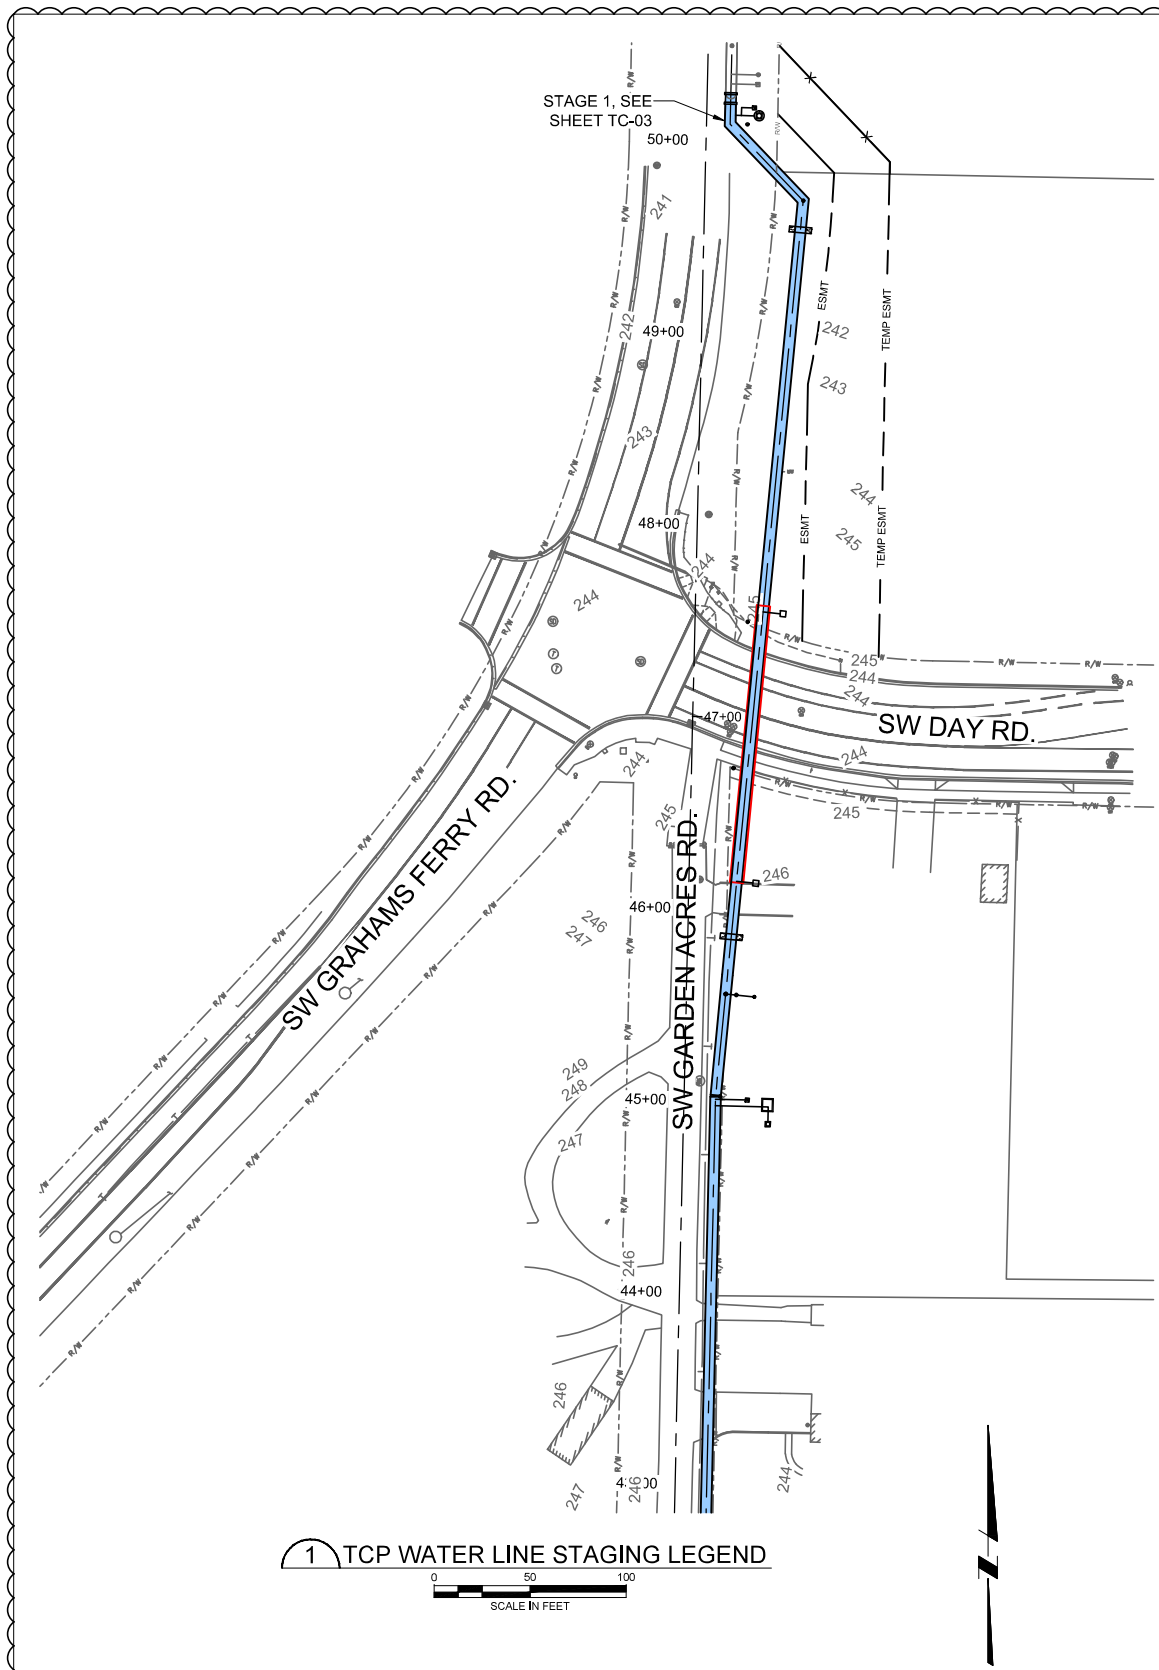 STAGE 1, SEE
SHEET TC-03
50+00
R/W
R/W
R/W
241
R/W
R/W
ESMT
TEMP ESMT
R/W
242
49+00
242
R/W
R/W
243
243
R/W
R/W
244
48+00
245
ESMT
TEMP ESMT
R/W
R/W
244
244
245
R/W
R/W
R/W
R/W
245
244
244
47+00
SW DAY RD.
244
244
R/W
R/W
R/W
R/W
245
245
R/W
R/W
R/W
SW GRAHAMS FERRY RD.
SW GARDEN ACRES RD.
246
46+00
246
247
R/W
R/W
R/W
R/W
R/W
249
248
45+00
247
R/W
R/W
R/W
R/W
R/W
R/W
246
44+00
R/W
R/W
R/W
R/W
246
R/W
247
246
244
1
TCP WATER LINE STAGING LEGEND
0 50 100
SCALE IN FEET
N